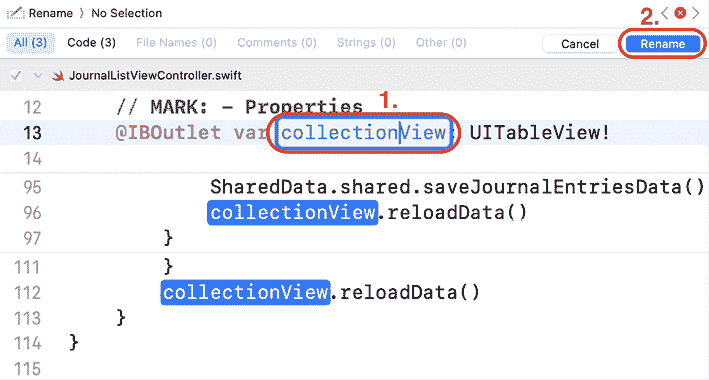 Rename 〉 No Selection
2.
All (3) Code (3) File Names (0) Comments (0) Strings (0) Other (0) Cancel Rename
JournalListViewController.swift
12 // MARK: - Properties
1.
13 @IBOutlet var collectionView: UITableView!
14
95 SharedData.shared.saveJournalEntriesData()
96 collectionView.reloadData()
97 }
111 }
112 collectionView.reloadData()
113 }
114 }
115